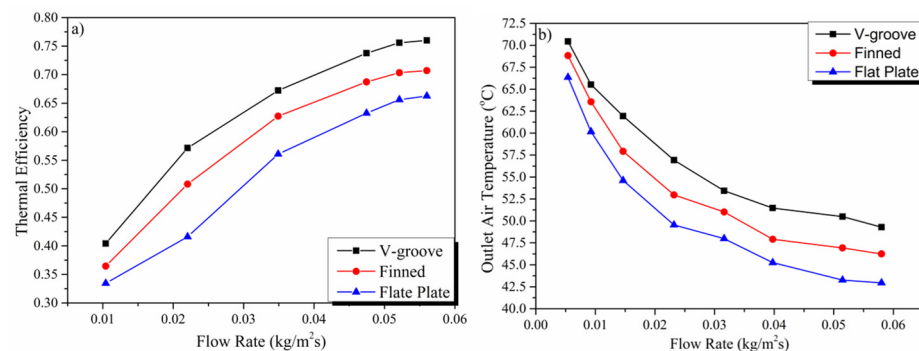 a)
Thermal Efficiency
0.80
0.75
0.70
0.65
0.60
0.55
0.50
0.45
0.40
0.35
0.30
V-groove
Finned
Flate Plate
0.01 0.02 0.03 0.04 0.05 0.06
Flow Rate (kg/m²s)
b)
Outlet Air Temperature (°C)
72.5
70.0
67.5
65.0
62.5
60.0
57.5
55.0
52.5
50.0
47.5
45.0
42.5
40.0
V-groove
Finned
Flat Plate
0.00 0.01 0.02 0.03 0.04 0.05 0.06
Flow Rate (kg/m²s)